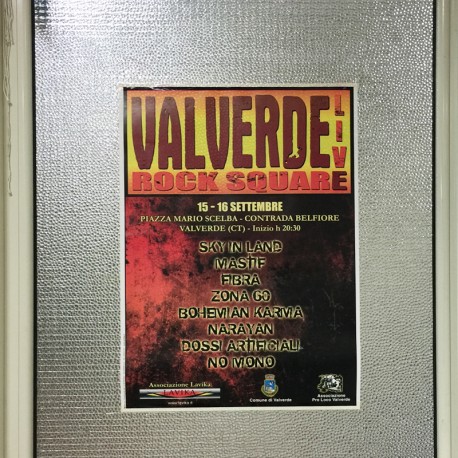 VALVERDE LIVE
ROCK SQUARE
15 - 16 SETTEMBRE
PIAZZA MARIO SCELBA - CONTRADA BELFIORE
VALVERDE (CT) - Inizio h 20:30
SKY IN LAND
MASTIF
FIBRA
ZONA 60
BOHEMIAN KARMA
NARAYAN
DOSSI ARTIFICIALI
NO MONO
Associazione Lavika
LAVIKA
Comune di Valverde
Associazione
Pro Loco Valverde